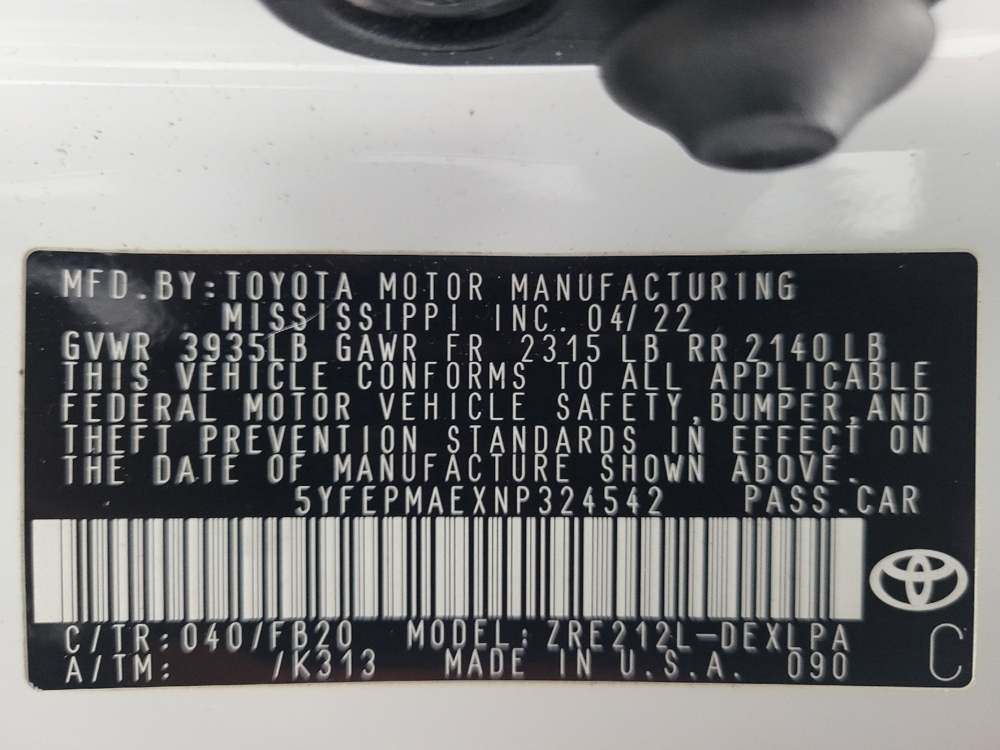 MFD.BY:TOYOTA MOTOR MANUFACTURING
MISSISSIPPI INC. 04/22
GVWR 3935LB GAWR FR 2315 LB RR 2140 LB
THIS VEHICLE CONFORMS TO ALL APPLICABLE
FEDERAL MOTOR VEHICLE SAFETY,BUMPER,AND
THEFT PREVENTION STANDARDS IN EFFECT ON
THE DATE OF MANUFACTURE SHOWN ABOVE.
5YFEPMAEXNP324542 PASS.CAR
C/TR:040/FB20 MODEL:ZRE212L-DEXLPA
A/TM: /K313 MADE IN U.S.A. 090
C